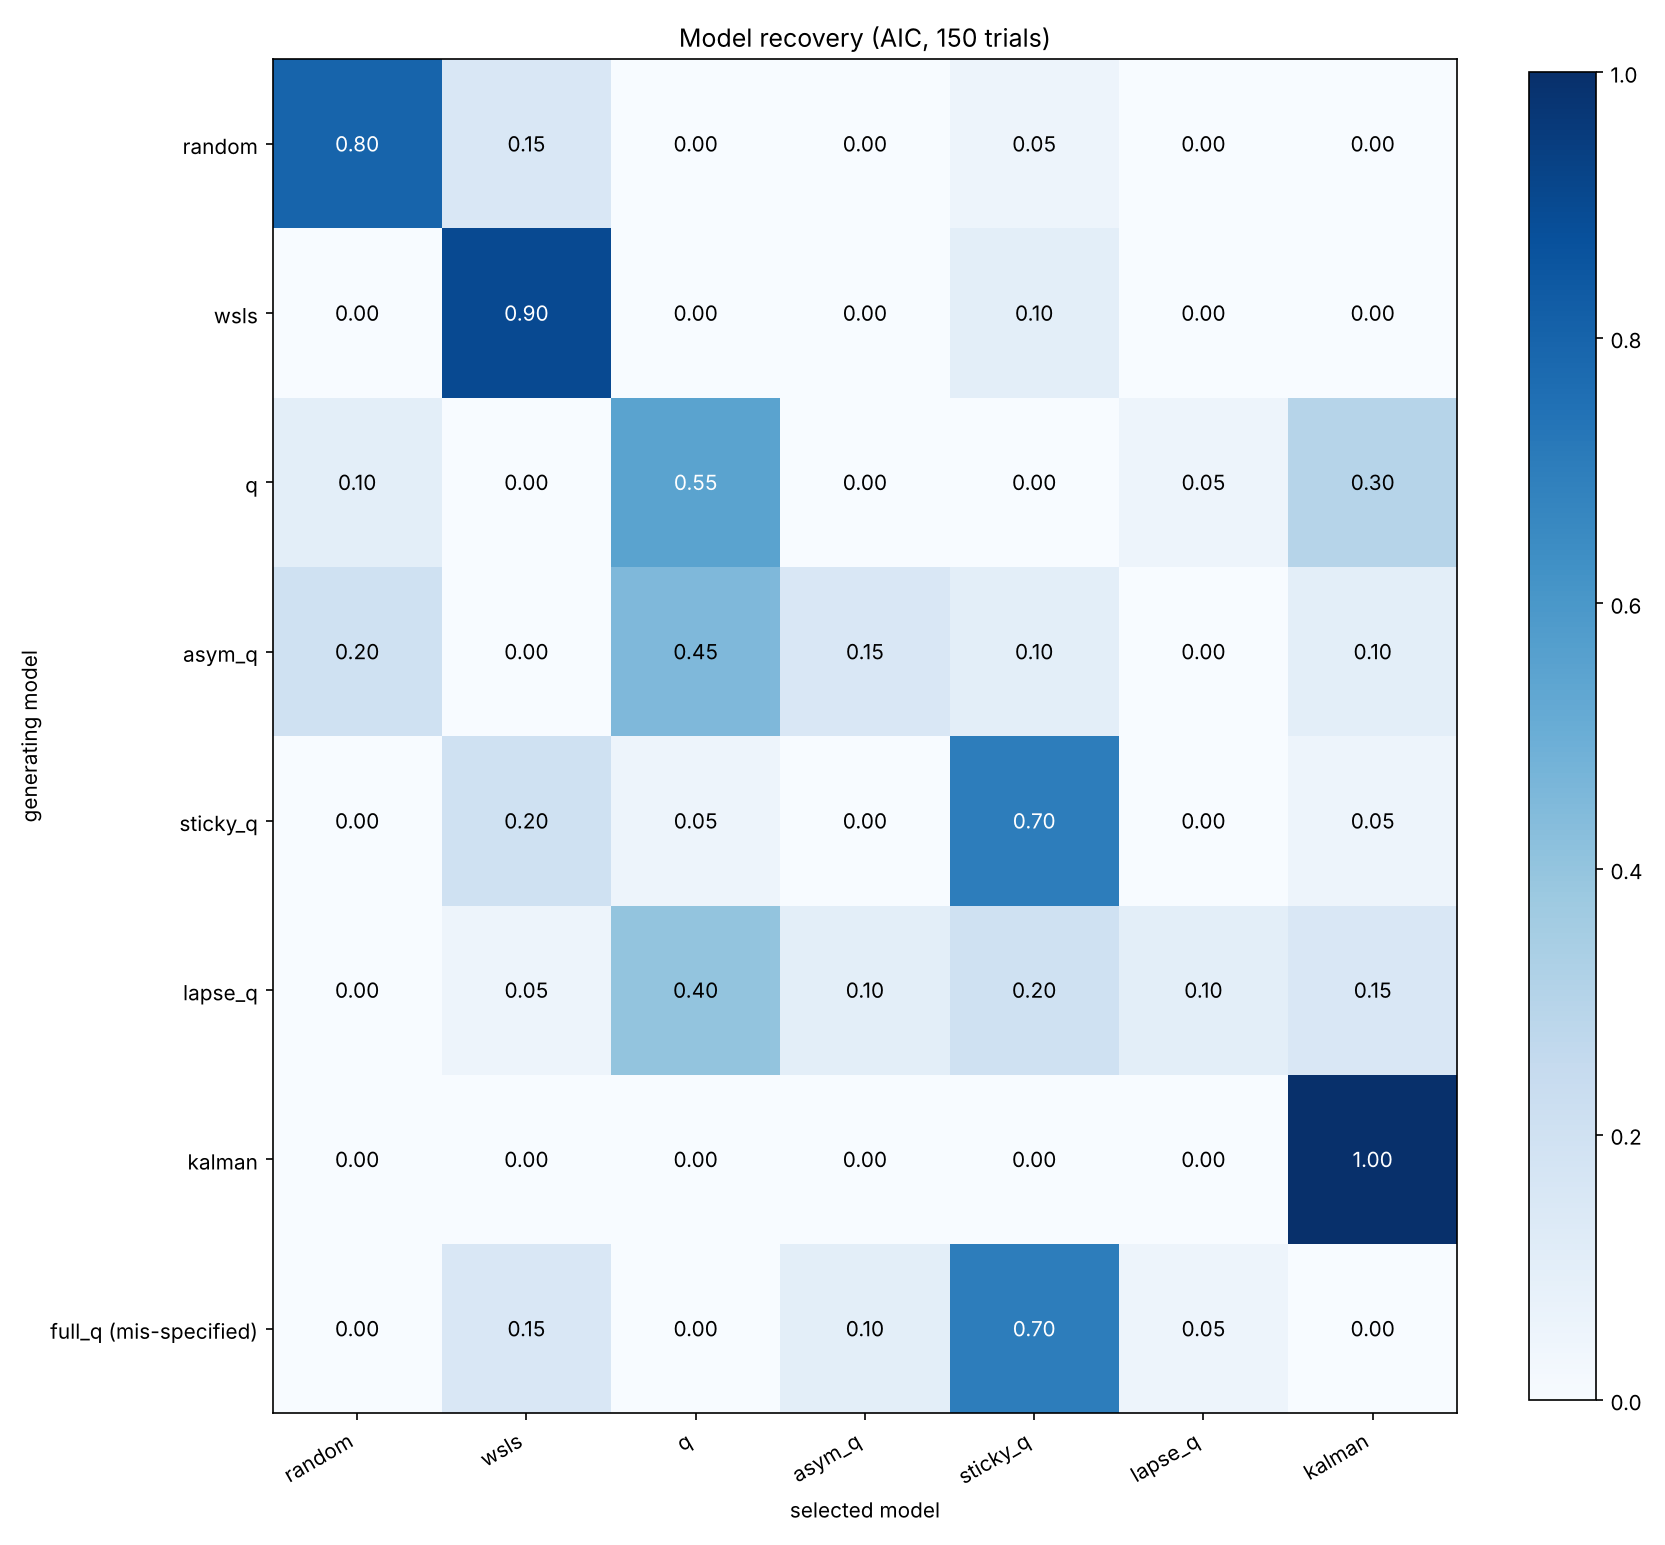 Model recovery (AIC, 150 trials)
random 0.80 0.15 0.00 0.00 0.05 0.00 0.00
wsls 0.00 0.90 0.00 0.00 0.10 0.00 0.00
q 0.10 0.00 0.55 0.00 0.00 0.05 0.30
asym_q 0.20 0.00 0.45 0.15 0.10 0.00 0.10
sticky_q 0.00 0.20 0.05 0.00 0.70 0.00 0.05
lapse_q 0.00 0.05 0.40 0.10 0.20 0.10 0.15
kalman 0.00 0.00 0.00 0.00 0.00 0.00 1.00
full_q (mis-specified) 0.00 0.15 0.00 0.10 0.70 0.05 0.00
random wsls q asym_q sticky_q lapse_q kalman
selected model
generating model
1.0
0.8
0.6
0.4
0.2
0.0